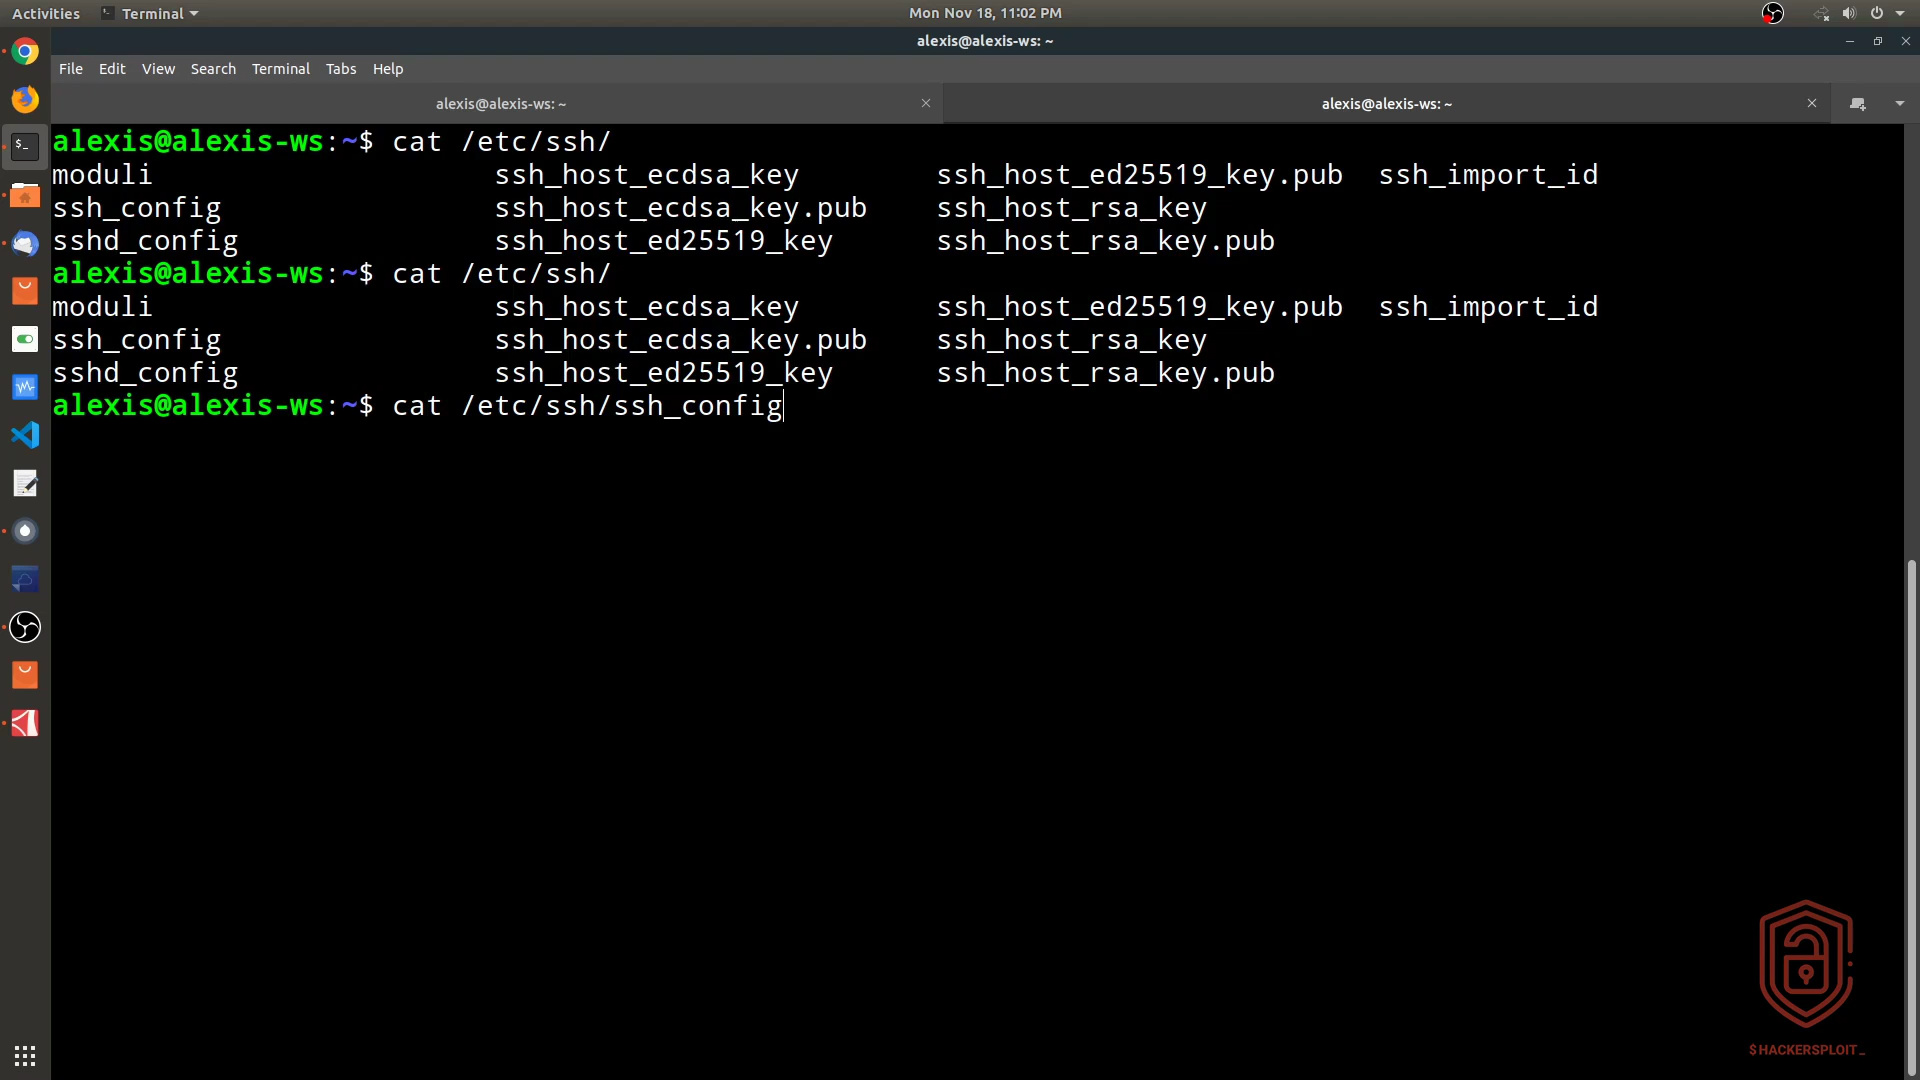 Activities Terminal Mon Nov 18, 11:02 PM
alexis@alexis-ws: ~
File Edit View Search Terminal Tabs Help
alexis@alexis-ws: ~ alexis@alexis-ws: ~
alexis@alexis-ws:~$ cat /etc/ssh/
moduli ssh_host_ecdsa_key ssh_host_ed25519_key.pub ssh_import_id
ssh_config ssh_host_ecdsa_key.pub ssh_host_rsa_key
sshd_config ssh_host_ed25519_key ssh_host_rsa_key.pub
alexis@alexis-ws:~$ cat /etc/ssh/
moduli ssh_host_ecdsa_key ssh_host_ed25519_key.pub ssh_import_id
ssh_config ssh_host_ecdsa_key.pub ssh_host_rsa_key
sshd_config ssh_host_ed25519_key ssh_host_rsa_key.pub
alexis@alexis-ws:~$ cat /etc/ssh/ssh_config
$HACKERSPLOIT_